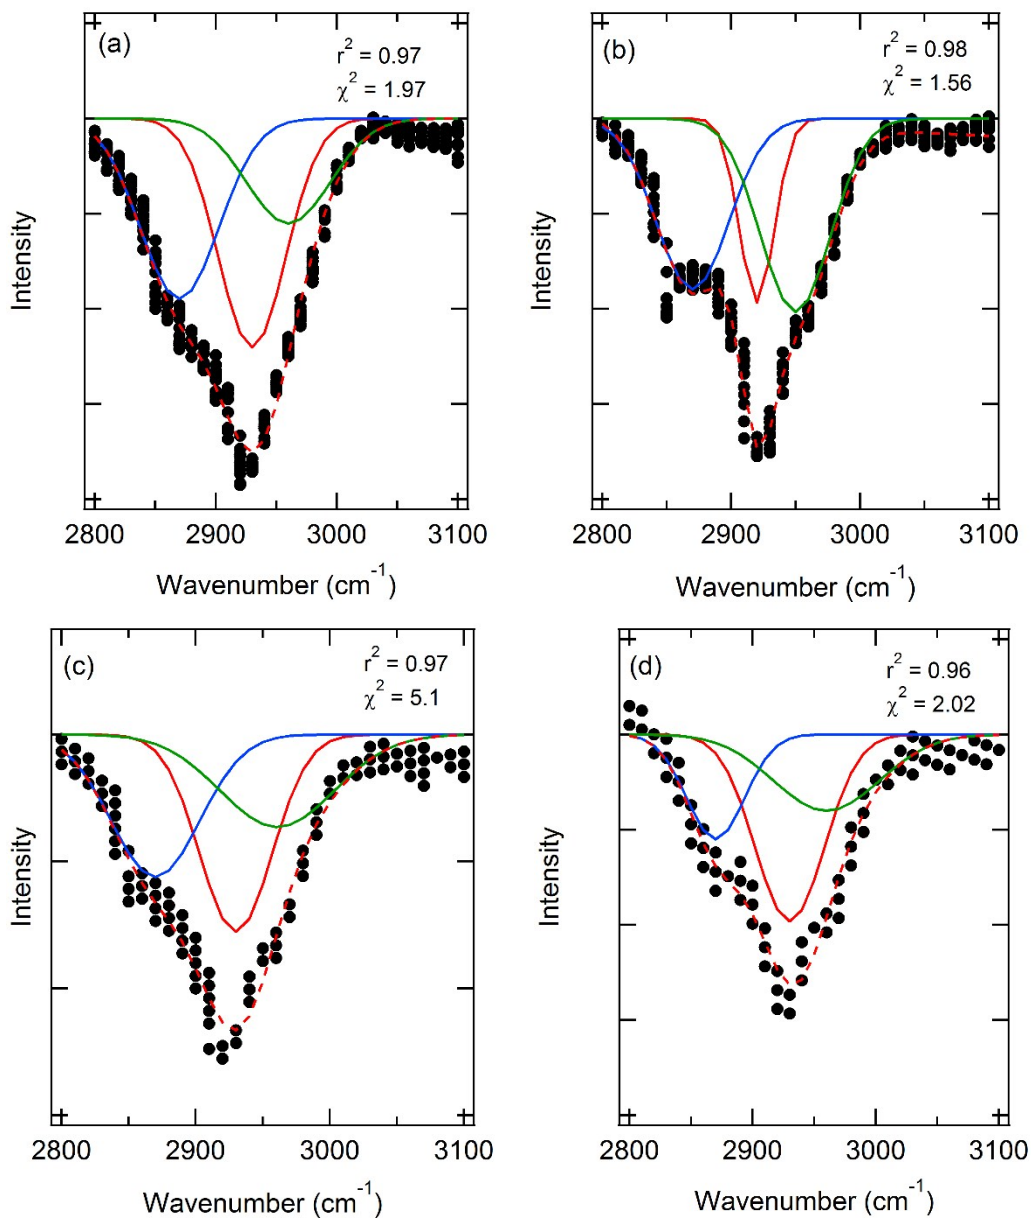 (a)
r² = 0.97
χ² = 1.97
Intensity
2800 2900 3000 3100
Wavenumber (cm⁻¹)
(b)
r² = 0.98
χ² = 1.56
Intensity
2800 2900 3000 3100
Wavenumber (cm⁻¹)
(c)
r² = 0.97
χ² = 5.1
Intensity
2800 2900 3000 3100
Wavenumber (cm⁻¹)
(d)
r² = 0.96
χ² = 2.02
Intensity
2800 2900 3000 3100
Wavenumber (cm⁻¹)